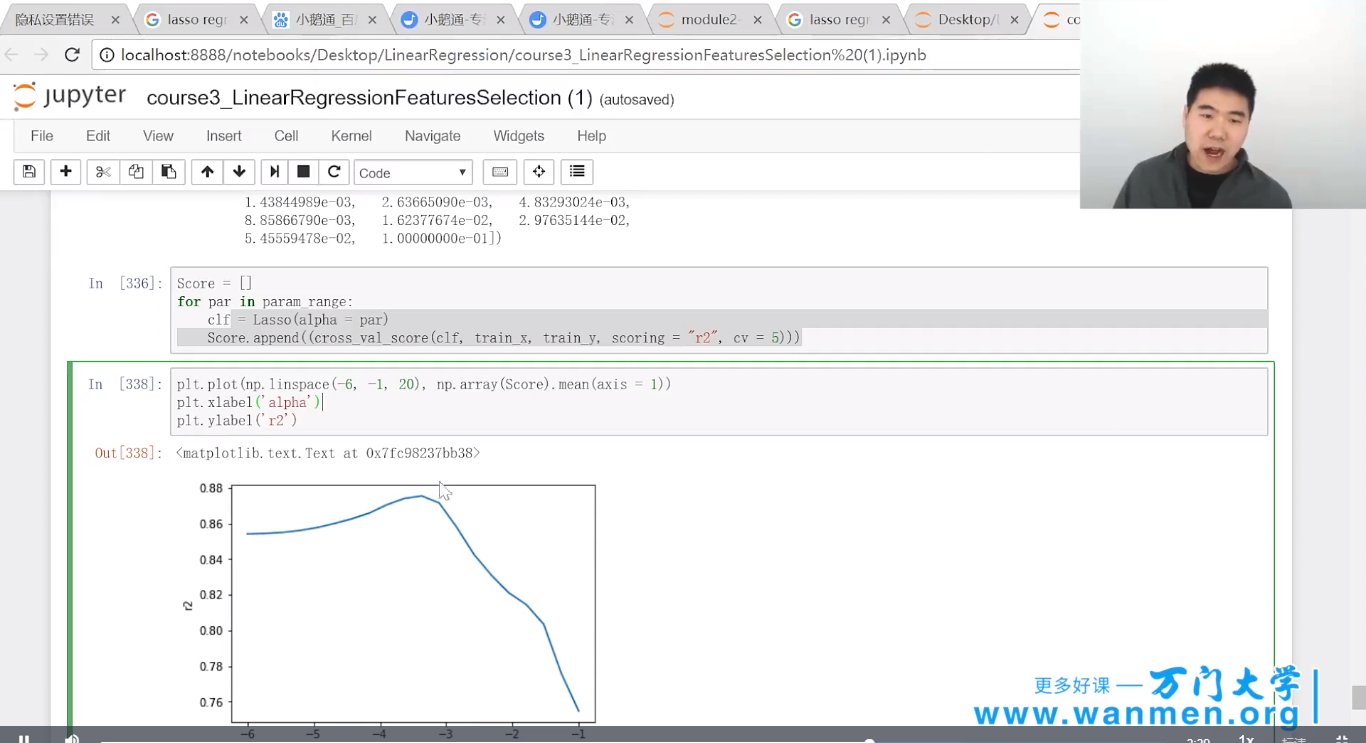 隐私设置错误 × lasso regr × 小鹅通_百 × 小鹅通-专 × 小鹅通-专 × module2- × lasso regr × Desktop/L × co
localhost:8888/notebooks/Desktop/LinearRegression/course3_LinearRegressionFeaturesSelection%20(1).ipynb
jupyter course3_LinearRegressionFeaturesSelection (1) (autosaved)
File Edit View Insert Cell Kernel Navigate Widgets Help
Code
1.43844989e-03, 2.63665090e-03, 4.83293024e-03,
8.85866790e-03, 1.62377674e-02, 2.97635144e-02,
5.45559478e-02, 1.00000000e-01])
In [336]: Score = []
for par in param_range:
clf = Lasso(alpha = par)
Score.append((cross_val_score(clf, train_x, train_y, scoring = "r2", cv = 5)))
In [338]: plt.plot(np.linspace(-6, -1, 20), np.array(Score).mean(axis = 1))
plt.xlabel('alpha')
plt.ylabel('r2')
Out[338]: <matplotlib.text.Text at 0x7fc98237bb38>
0.88
0.86
0.84
0.82
0.80
0.78
0.76
r2
-6 -5 -4 -3 -2 -1
更多好课 — 万门大学
www.wanmen.org
1x